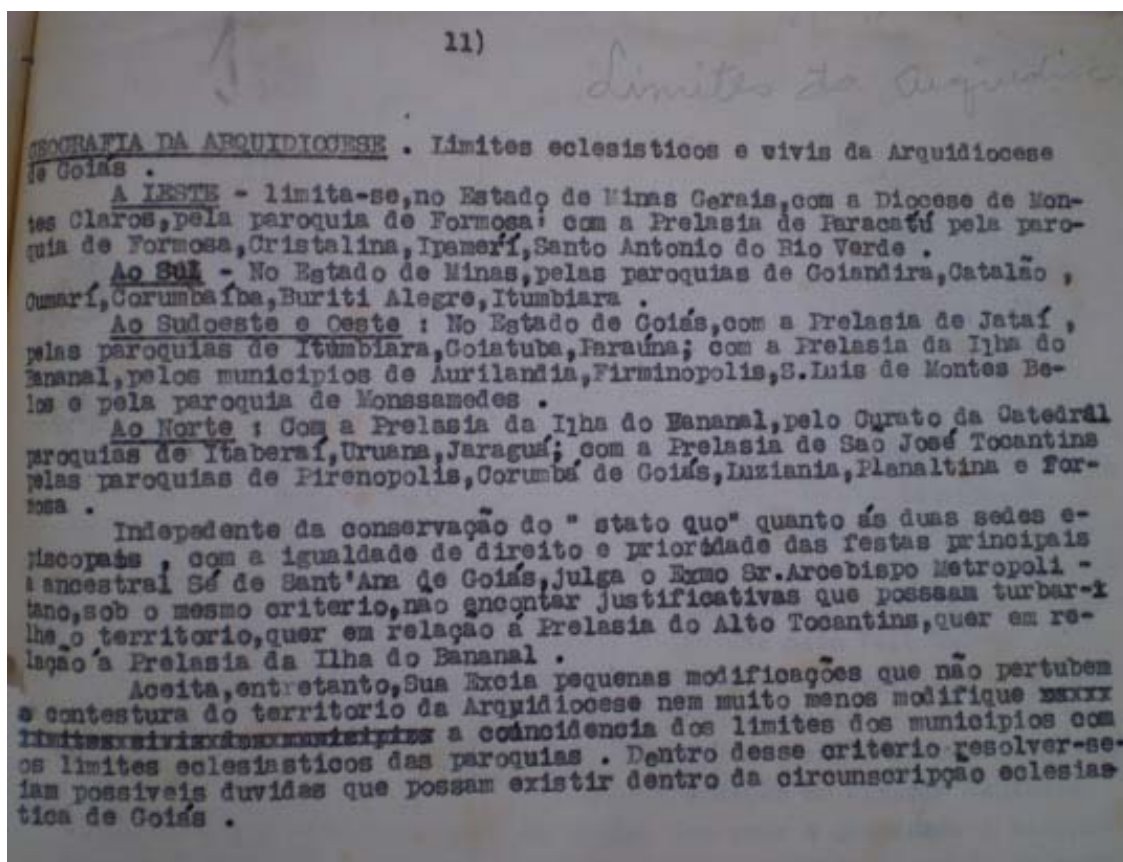 11)
Limites da Arquidioc
GEOGRAFIA DA ARQUIDIOCESE . Limites eclesisticos e vivis da Arquidiocese
de Goiás .
A LESTE - limita-se,no Estado de Minas Gerais,com a Diocese de Mon-
tes Claros,pela paroquia de Formosa; com a Prelasia de Paracatú pela paro-
quia de Formosa,Cristalina,Ipamerí,Santo Antonio do Rio Verde .
Ao Sul - No Estado de Minas,pelas paroquias de Goiandira,Catalão ,
Cumarí,Corumbaíba,Buriti Alegre,Itumbiara .
Ao Sudoeste e Oeste : No Estado de Goiás,com a Prelasia de Jataí ,
pelas paroquias de Itumbiara,Goiatuba,Paraúna; com a Prelasia da Ilha do
Bananal,pelos municipios de Aurilandia,Firminopolis,S.Luis de Montes Be-
los e pela paroquia de Monssamedes .
Ao Norte : Com a Prelasia da Ilha do Bananal,pelo Curato da Catedral
paroquias de Itaberaí,Uruana,Jaraguá; com a Prelasia de Sao José Tocantins
pelas paroquias de Pirenopolis,Corumbá de Goiás,Luziania,Planaltina e For-
mosa .
Indepedente da conservação do " stato quo" quanto ás duas sedes e-
piscopais , com a igualdade de direito e prioridade das festas principais
a ancestral Sé de Sant'Ana de Goiás,julga o Exmo Sr.Arcebispo Metropoli -
tano,sob o mesmo criterio,nao encontar justificativas que possam turbar-
lhe o territorio,quer em relação á Prelasia do Alto Tocantins,quer em re-
lação a Prelasia da Ilha do Bananal .
Aceita,entretanto,Sua Excia pequenas modificações que não pertubem
a contestura do territorio da Arquidiocese nem muito menos modifique
a coincidencia dos limites dos municipios com
os limites eclesiasticos das paroquias . Dentro desse criterio resolver-se-
iam possiveis duvidas que possam existir dentro da circunscripção eclesias-
tica de Goiás .